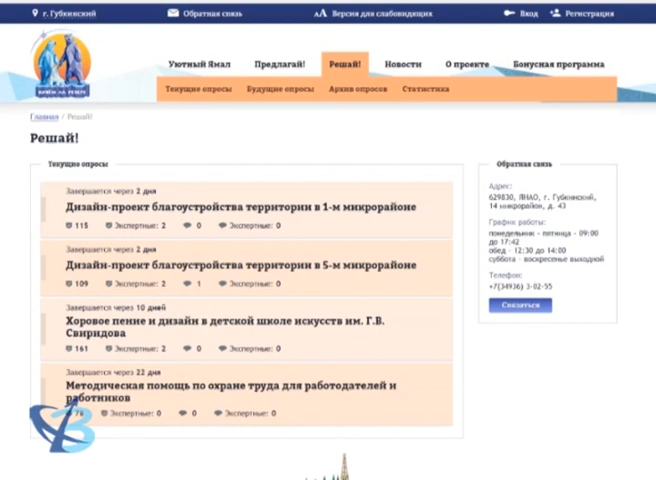 г. Губкинский
Обратная связь
АА Версия для слабовидящих
Вход
Регистрация
Уютный Ямал
Предлагай!
Решай!
Новости
О проекте
Бонусная программа
Текущие опросы
Будущие опросы
Архив опросов
Статистика
Главная / Решай!
Решай!
Текущие опросы
Завершается через 2 дня
Дизайн-проект благоустройства территории в 1-м микрорайоне
115 Экспертные: 2 0 Экспертные: 0
Завершается через 2 дня
Дизайн-проект благоустройства территории в 5-м микрорайоне
109 Экспертные: 2 1 Экспертные: 0
Завершается через 10 дней
Хоровое пение и дизайн в детской школе искусств им. Г.В.
Свиридова
161 Экспертные: 2 0 Экспертные: 0
Завершается через 22 дня
Методическая помощь по охране труда для работодателей и
работников
78 Экспертные: 0 0 Экспертные: 0
Обратная связь
Адрес:
629830, ЯНАО, г. Губкинский,
14 микрорайон, д. 43
График работы:
понедельник - пятница - 09:00
до 17:42
обед - 12:30 до 14:00
суббота - воскресенье выходной
Телефон:
+7(34936) 3-02-55
Связаться